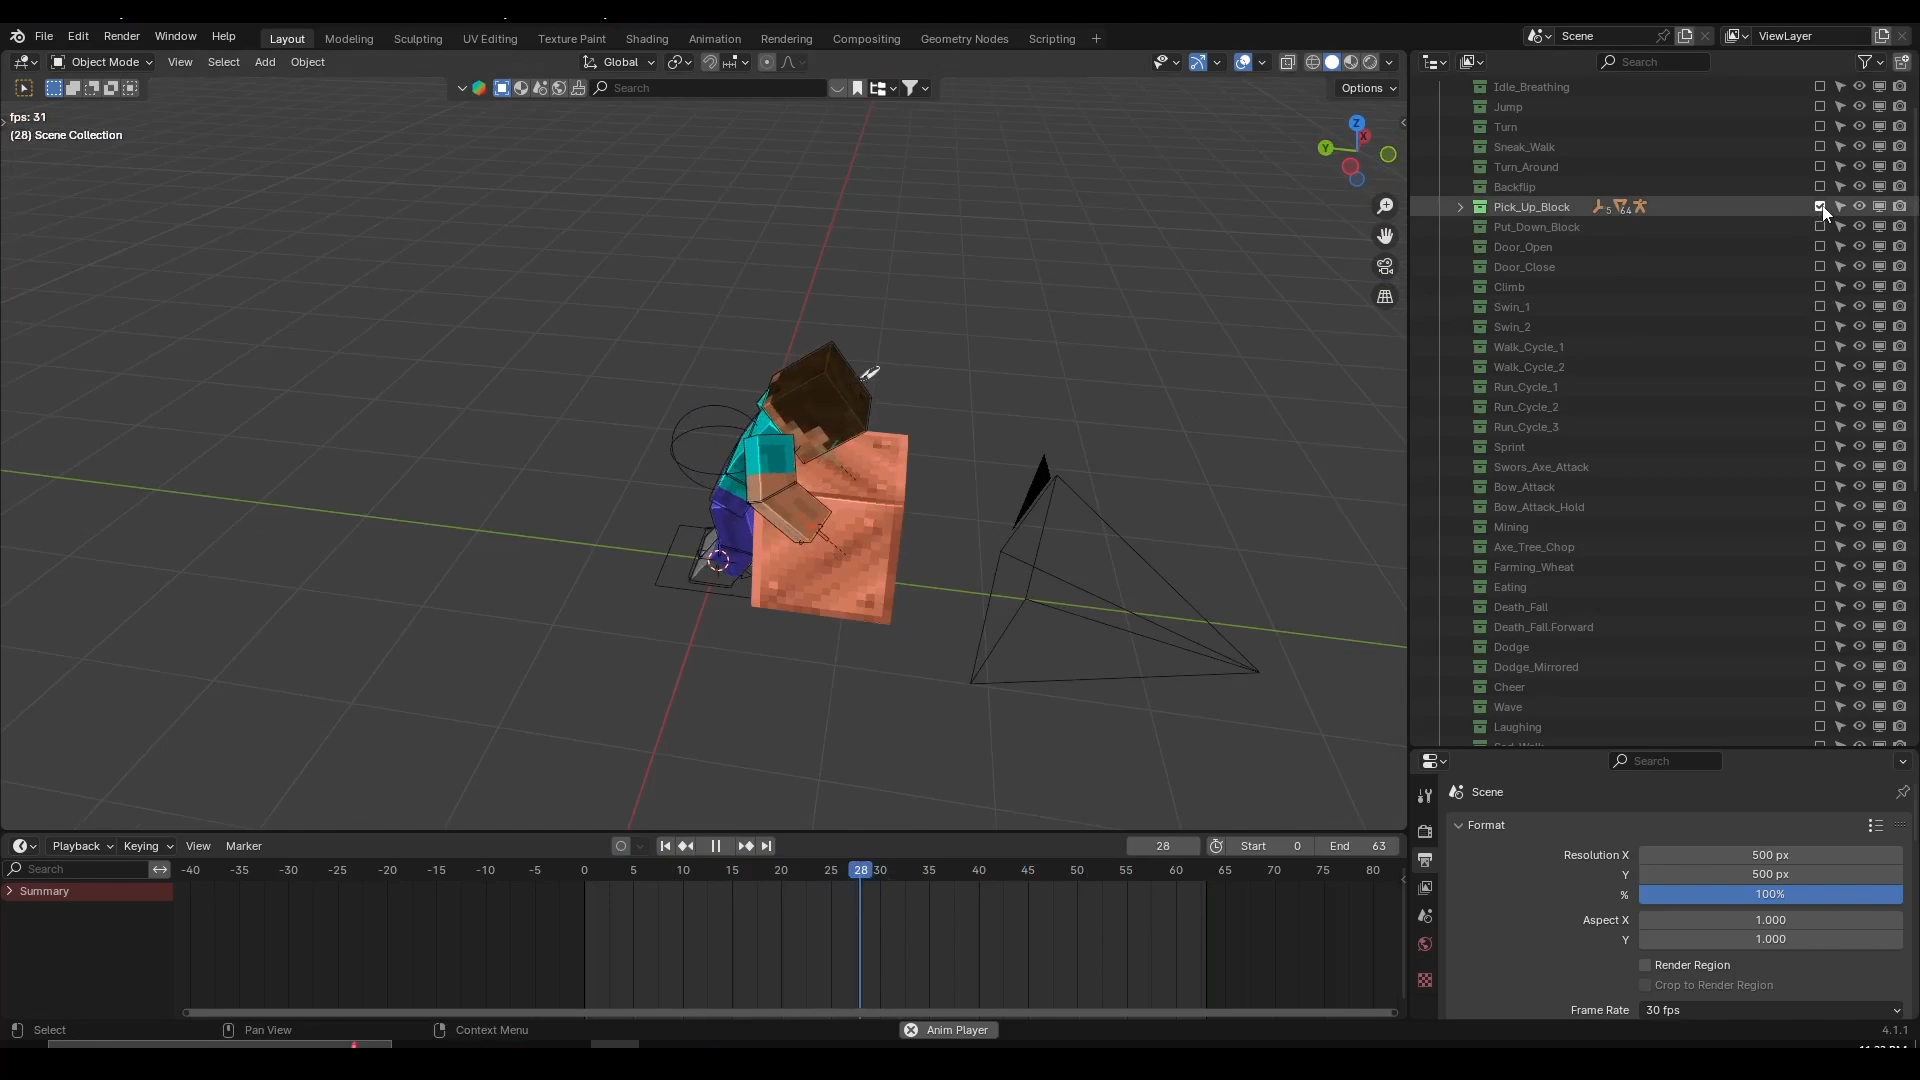 File Edit Render Window Help Layout Modeling Sculpting UV Editing Texture Paint Shading Animation Rendering Compositing Geometry Nodes Scripting + Scene ViewLayer
Object Mode View Select Add Object Global Search
Search Options
fps: 31
(28) Scene Collection
Z
X
Y
Idle_Breathing
Jump
Turn
Sneak_Walk
Turn_Around
Backflip
Pick_Up_Block 5 64
Put_Down_Block
Door_Open
Door_Close
Climb
Swin_1
Swin_2
Walk_Cycle_1
Walk_Cycle_2
Run_Cycle_1
Run_Cycle_2
Run_Cycle_3
Sprint
Swors_Axe_Attack
Bow_Attack
Bow_Attack_Hold
Mining
Axe_Tree_Chop
Farming_Wheat
Eating
Death_Fall
Death_Fall.Forward
Dodge
Dodge_Mirrored
Cheer
Wave
Laughing
Search
Scene
Format
Resolution X 500 px
Y 500 px
% 100%
Aspect X 1.000
Y 1.000
Render Region
Crop to Render Region
Frame Rate 30 fps
Playback Keying View Marker 28 Start 0 End 63
Search -40 -35 -30 -25 -20 -15 -10 -5 0 5 10 15 20 25 28 30 35 40 45 50 55 60 65 70 75 80
Summary
Select Pan View Context Menu Anim Player 4.1.1